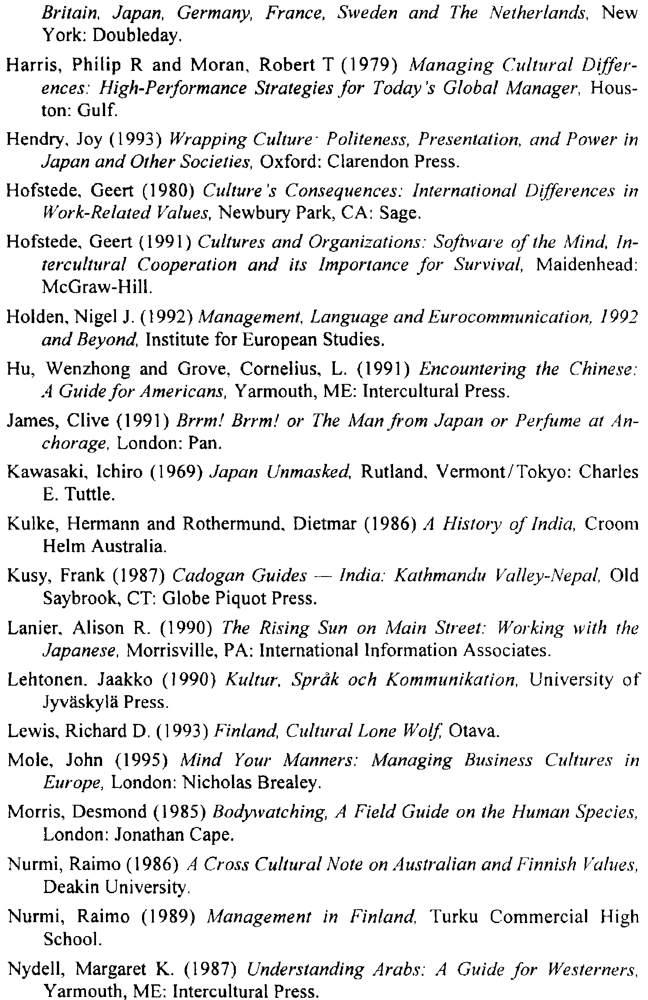 Britain, Japan, Germany, France, Sweden and The Netherlands, New
York: Doubleday.
Harris, Philip R and Moran, Robert T (1979) Managing Cultural Differ-
ences: High-Performance Strategies for Today's Global Manager, Hous-
ton: Gulf.
Hendry, Joy (1993) Wrapping Culture: Politeness, Presentation, and Power in
Japan and Other Societies, Oxford: Clarendon Press.
Hofstede, Geert (1980) Culture's Consequences: International Differences in
Work-Related Values, Newbury Park, CA: Sage.
Hofstede, Geert (1991) Cultures and Organizations: Software of the Mind, In-
tercultural Cooperation and its Importance for Survival, Maidenhead:
McGraw-Hill.
Holden, Nigel J. (1992) Management, Language and Eurocommunication, 1992
and Beyond, Institute for European Studies.
Hu, Wenzhong and Grove, Cornelius, L. (1991) Encountering the Chinese:
A Guide for Americans, Yarmouth, ME: Intercultural Press.
James, Clive (1991) Brrm! Brrm! or The Man from Japan or Perfume at An-
chorage, London: Pan.
Kawasaki, Ichiro (1969) Japan Unmasked, Rutland, Vermont/Tokyo: Charles
E. Tuttle.
Kulke, Hermann and Rothermund, Dietmar (1986) A History of India, Croom
Helm Australia.
Kusy, Frank (1987) Cadogan Guides — India: Kathmandu Valley-Nepal, Old
Saybrook, CT: Globe Piquot Press.
Lanier, Alison R. (1990) The Rising Sun on Main Street: Working with the
Japanese, Morrisville, PA: International Information Associates.
Lehtonen, Jaakko (1990) Kultur, Språk och Kommunikation, University of
Jyväskylä Press.
Lewis, Richard D. (1993) Finland, Cultural Lone Wolf, Otava.
Mole, John (1995) Mind Your Manners: Managing Business Cultures in
Europe, London: Nicholas Brealey.
Morris, Desmond (1985) Bodywatching, A Field Guide on the Human Species,
London: Jonathan Cape.
Nurmi, Raimo (1986) A Cross Cultural Note on Australian and Finnish Values,
Deakin University.
Nurmi, Raimo (1989) Management in Finland, Turku Commercial High
School.
Nydell, Margaret K. (1987) Understanding Arabs: A Guide for Westerners,
Yarmouth, ME: Intercultural Press.